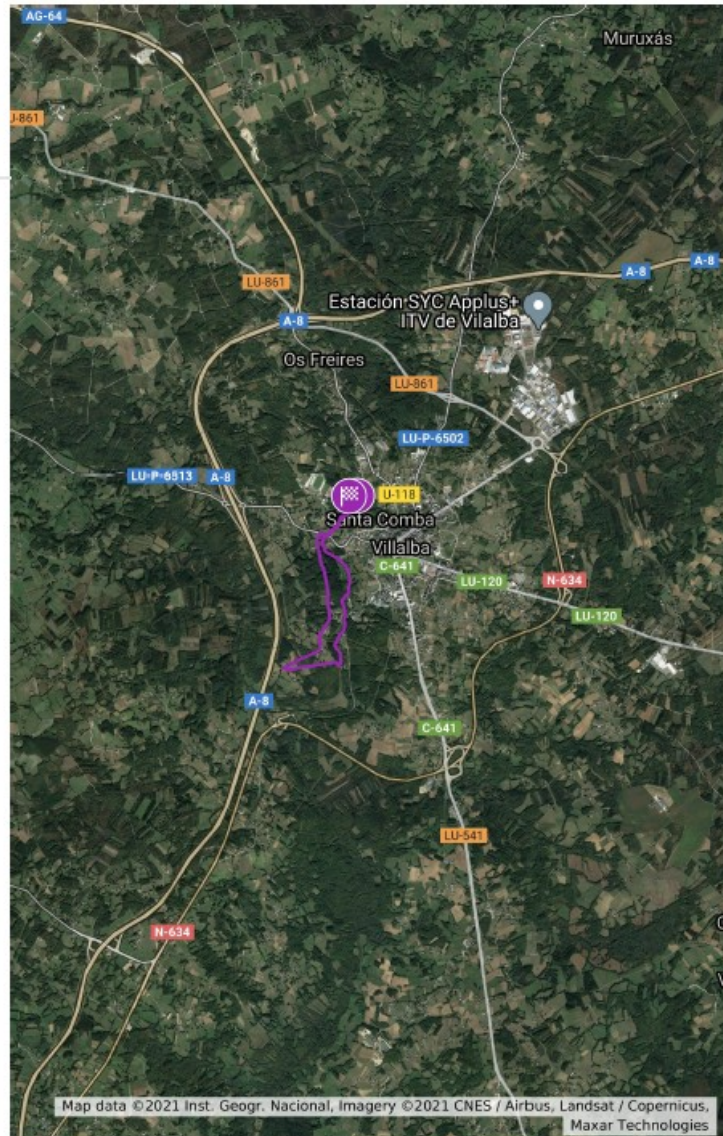 AG-64
Muruxás
J-861
A-8
A-8
LU-861
Estación SYC Applus+
ITV de Vilalba
A-8
Os Freires
LU-861
LU-P-6502
LU-P-6513
A-8
U-118
Santa Comba
Villalba
C-641
LU-120
N-634
LU-120
A-8
C-641
LU-541
N-634
Map data ©2021 Inst. Geogr. Nacional, Imagery ©2021 CNES / Airbus, Landsat / Copernicus,
Maxar Technologies